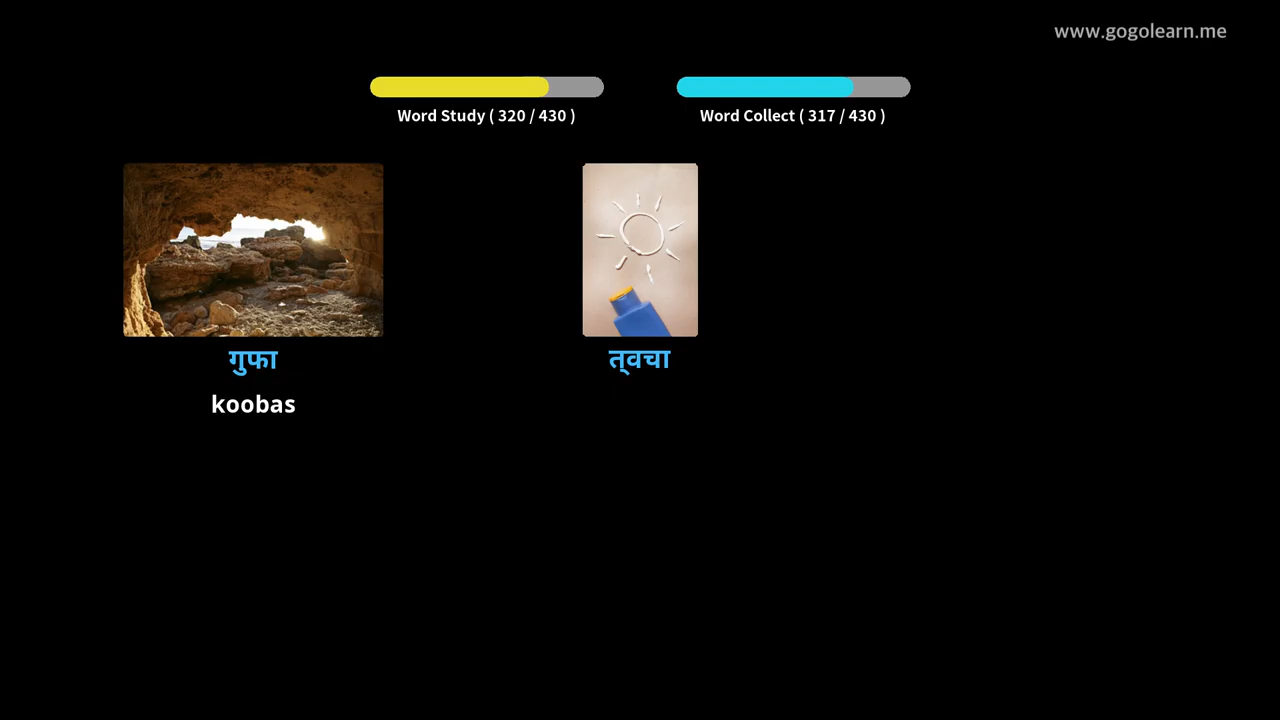 www.gogolearn.me
Word Study ( 320 / 430 )
Word Collect ( 317 / 430 )
गुफा
त्वचा
koobas